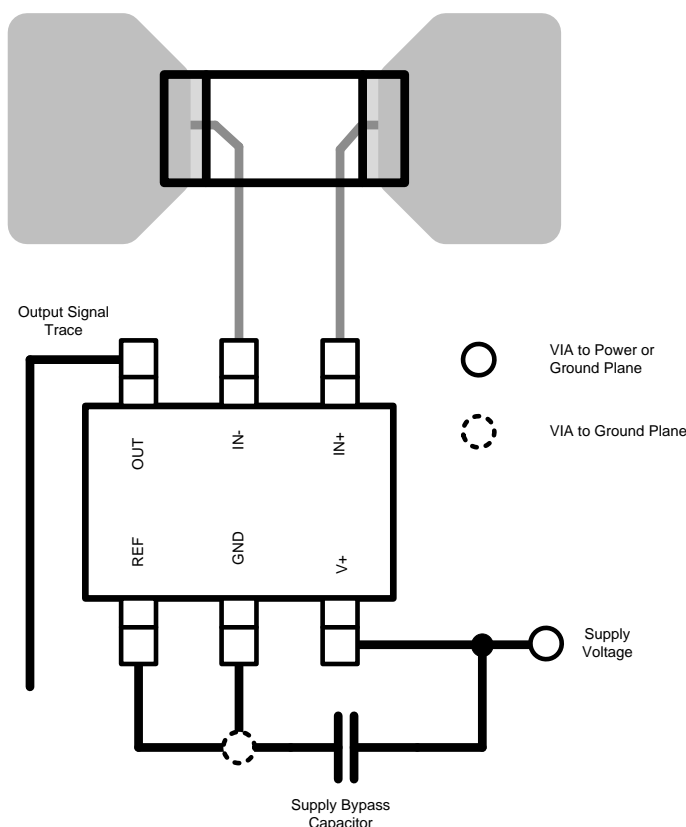 Output Signal
Trace
VIA to Power or
Ground Plane
VIA to Ground Plane
OUT
IN-
IN+
REF
GND
V+
Supply
Voltage
Supply Bypass
Capacitor